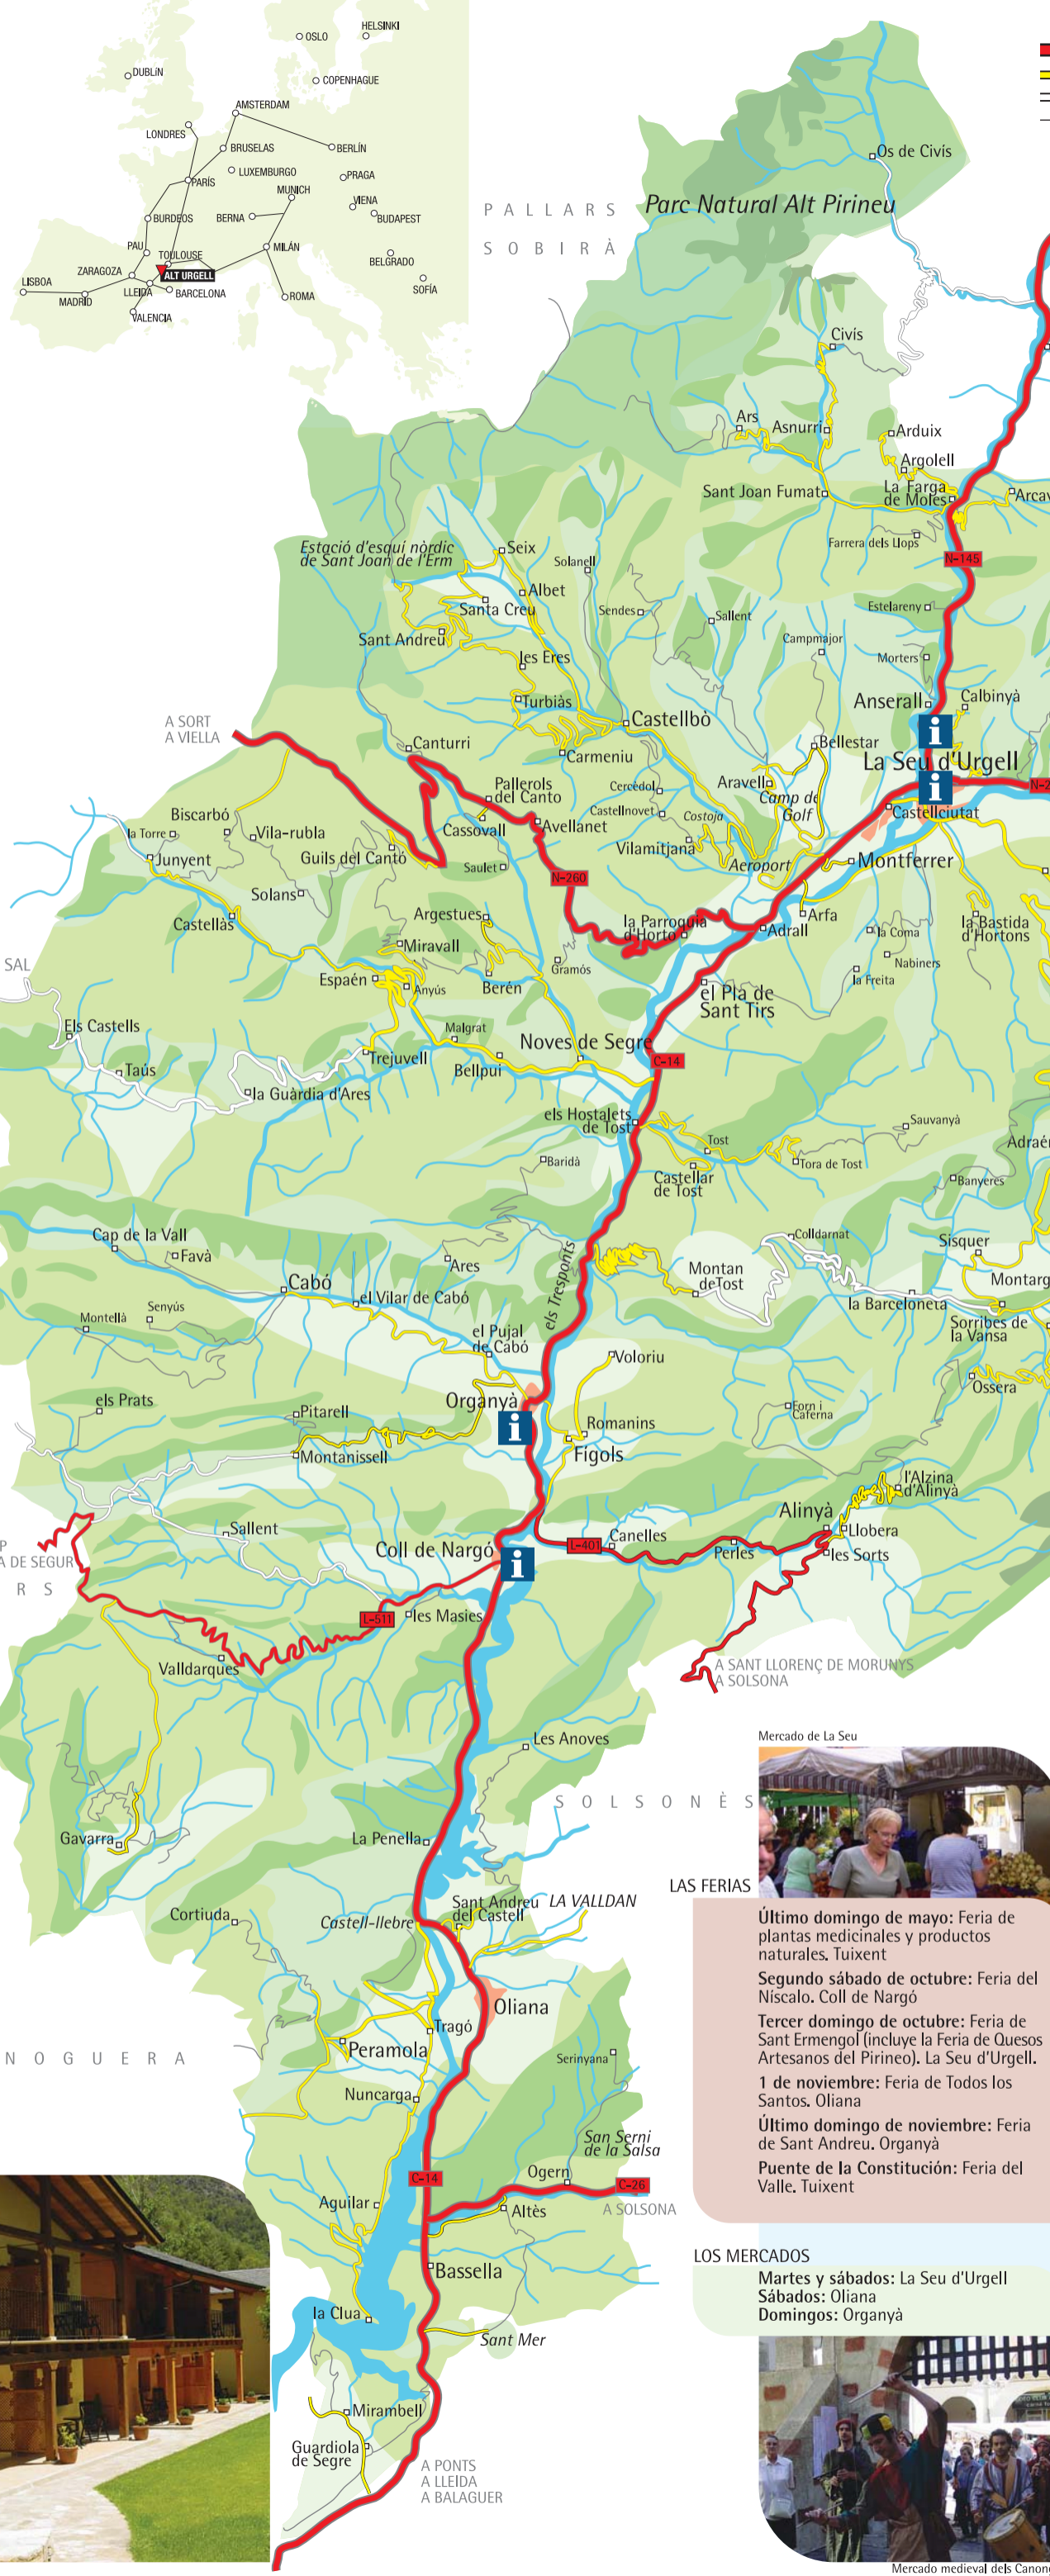 HELSINKI
OSLO
DUBLíN
COPENHAGUE
AMSTERDAM
LONDRES
BRUSELAS
BERLÍN
LUXEMBURGO
PRAGA
PARÍS
MUNICH
VIENA
BURDEOS
BERNA
BUDAPEST
PAU
TOULOUSE
MILÁN
BELGRADO
ZARAGOZA
ALT URGELL
LISBOA
MADRID
LLEIDA
BARCELONA
ROMA
SOFÍA
VALENCIA
Os de Civís
PALLARS
SOBIRÀ
Parc Natural Alt Pirineu
Civís
Ars
Asnurri
Arduix
Argolell
Sant Joan Fumat
La Farga
de Moles
Farrera dels Llops
N-145
Estació d'esquí nòrdic
de Sant Joan de l'Erm
Seix
Solanell
Albet
Santa Creu
Sendes
Sallent
Estelareny
Sant Andreu
Campmajor
les Eres
Morters
Turbiàs
Anserall
Calbinyà
Castellbò
A SORT
A VIELLA
Canturri
Carmeniu
Bellestar
La Seu d'Urgell
Pallerols
del Canto
Cercèdol
Aravell
Camp de
Golf
Castellciutat
Biscarbó
la Torre
Vila-rubla
Cassovall
Avellanet
Castellnovet
Costoja
Junyent
Guils del Cantó
Saulet
Vilamitjana
Aeroport
Montferrer
N-260
Solans
Castellàs
Argestues
la Parroquia
d'Horto
Arfa
Adrall
la Coma
la Bastida
d'Hortons
Miravall
Nabiners
SAL
Espaén
Anyús
Berén
Gramós
la Freita
el Pla de
Sant Tirs
Els Castells
Malgrat
Noves de Segre
Trejuvell
Bellpui
C-14
Taús
la Guàrdia d'Ares
els Hostalets
de Tost
Sauvanyà
Tost
Baridà
Tora de Tost
Castellar
de Tost
Banyeres
Cap de la Vall
Favà
Colldarnat
Sisquer
Ares
els Tresponts
Montan
deTost
Cabó
el Vilar de Cabó
la Barceloneta
Senyús
Montellà
Sorribes de
la Vansa
el Pujal
de Cabó
Voloriu
Ossera
els Prats
Organyà
Pitarell
Forn i
Caferna
Romanins
Montanissell
Figols
l'Alzina
d'Alinyà
Alinyà
Sallent
Llobera
Coll de Nargó
L-401
Canelles
Perles
les Sorts
A DE SEGUR
R S
L-511
les Masies
Valldarques
A SANT LLORENÇ DE MORUNYS
A SOLSONA
Les Anoves
Mercado de La Seu
SOLSONÈS
Gavarra
La Penella
LAS FERIAS
Cortiuda
Castell-llebre
Sant Andreu
del Castell
LA VALLDAN
Último domingo de mayo: Feria de
plantas medicinales y productos
naturales. Tuixent
Segundo sábado de octubre: Feria del
Níscalo. Coll de Nargó
Tercer domingo de octubre: Feria de
Sant Ermengol (incluye la Feria de Quesos
Artesanos del Pirineo). La Seu d'Urgell.
1 de noviembre: Feria de Todos los
Santos. Oliana
Último domingo de noviembre: Feria
de Sant Andreu. Organyà
Puente de la Constitución: Feria del
Valle. Tuixent
Oliana
Tragó
NOGUERA
Peramola
Serinyana
Nuncarga
San Serni
de la Salsa
C-14
Ogern
C-26
Aguilar
Altès
A SOLSONA
LOS MERCADOS
Martes y sábados: La Seu d'Urgell
Sábados: Oliana
Domingos: Organyà
Bassella
la Clua
Sant Mer
Mirambell
Guardiola
de Segre
A PONTS
A LLEIDA
A BALAGUER
Mercado medieval dels